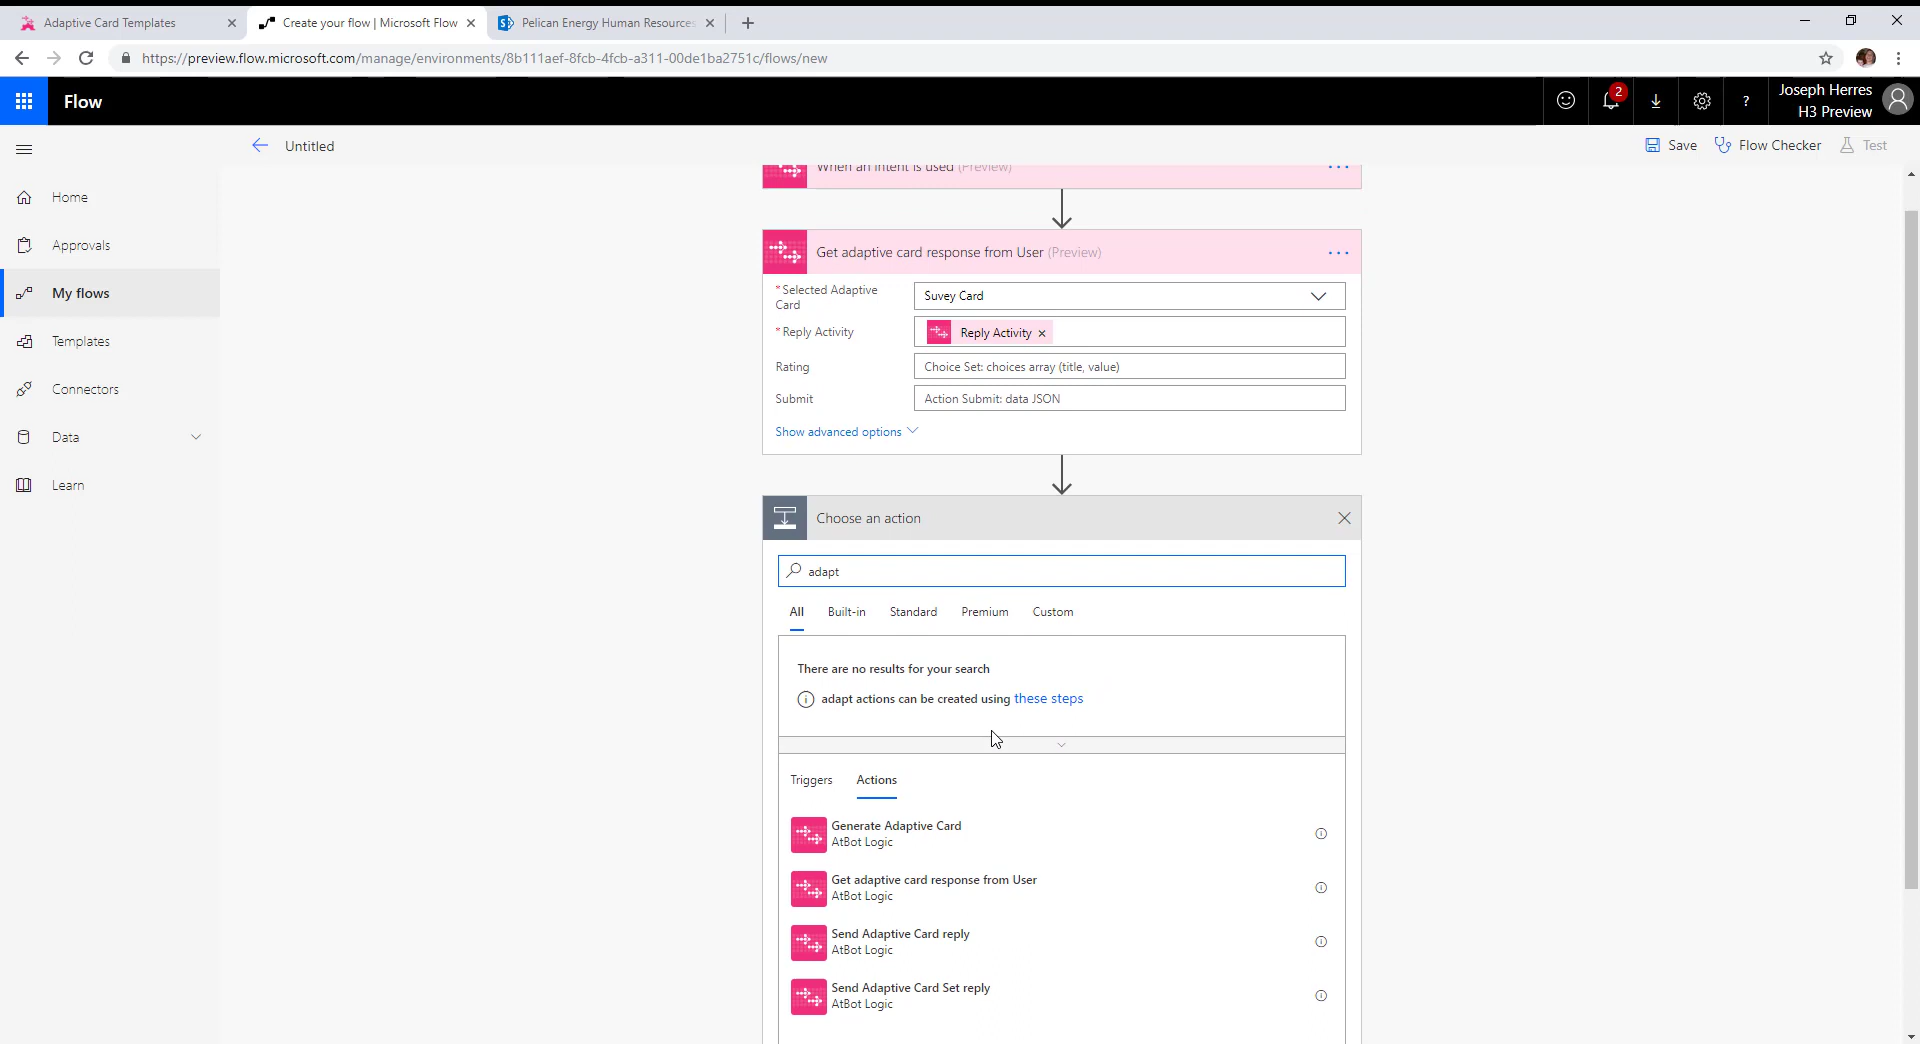 Adaptive Card Templates
Create your flow | Microsoft Flow
Pelican Energy Human Resources
https://preview.flow.microsoft.com/manage/environments/8b111aef-8fcb-4fcb-a311-00de1ba2751c/flows/new
Flow
2
?
Joseph Herres
H3 Preview
Untitled
Save
Flow Checker
Test
Home
Approvals
My flows
Templates
Connectors
Data
Learn
When an intent is used (Preview)
Get adaptive card response from User (Preview)
* Selected Adaptive
Card
Suvey Card
* Reply Activity
Reply Activity
Rating
Choice Set: choices array (title, value)
Submit
Action Submit: data JSON
Show advanced options
Choose an action
adapt
All Built-in Standard Premium Custom
There are no results for your search
adapt actions can be created using these steps
Triggers Actions
Generate Adaptive Card
AtBot Logic
Get adaptive card response from User
AtBot Logic
Send Adaptive Card reply
AtBot Logic
Send Adaptive Card Set reply
AtBot Logic